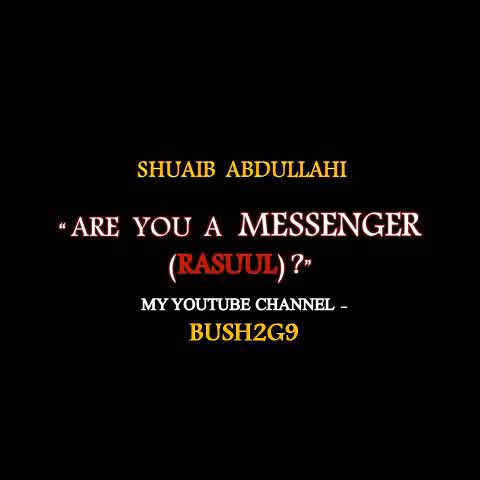 SHUAIB ABDULLAHI
“ ARE YOU A MESSENGER
(RASUUL) ?”
MY YOUTUBE CHANNEL –
BUSH2G9